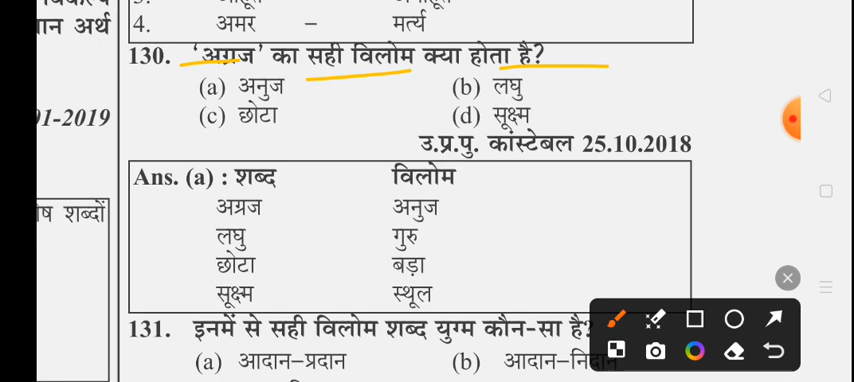 4. अमर – मर्त्य
ान अर्थ
130. 'अग्रज' का सही विलोम क्या होता है?
(a) अनुज (b) लघु
(c) छोटा (d) सूक्ष्म
01-2019
उ.प्र.पु. कांस्टेबल 25.10.2018
Ans. (a) : शब्द विलोम
ष शब्दों
अग्रज अनुज
लघु गुरु
छोटा बड़ा
सूक्ष्म स्थूल
131. इनमें से सही विलोम शब्द युग्म कौन-सा है?
(a) आदान–प्रदान (b) आदान–निदान